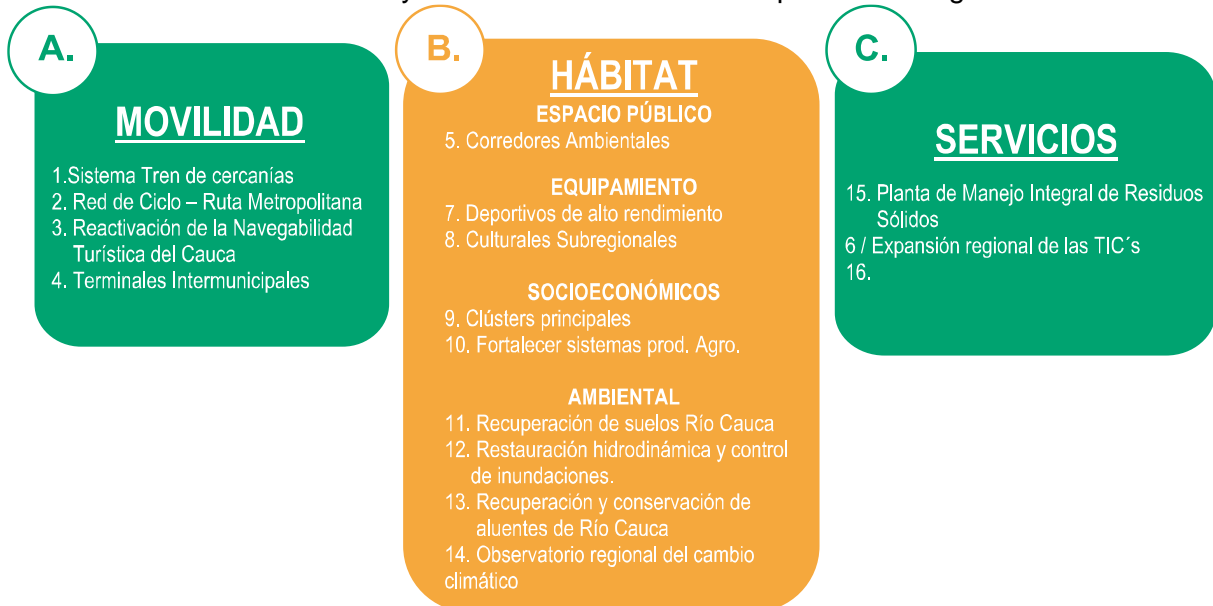 A.
MOVILIDAD
1.Sistema Tren de cercanías
2. Red de Ciclo – Ruta Metropolitana
3. Reactivación de la Navegabilidad
Turística del Cauca
4. Terminales Intermunicipales
B.
HÁBITAT
ESPACIO PÚBLICO
5. Corredores Ambientales
EQUIPAMIENTO
7. Deportivos de alto rendimiento
8. Culturales Subregionales
SOCIOECONÓMICOS
9. Clústers principales
10. Fortalecer sistemas prod. Agro.
AMBIENTAL
11. Recuperación de suelos Río Cauca
12. Restauración hidrodinámica y control
de inundaciones.
13. Recuperación y conservación de
aluentes de Río Cauca
14. Observatorio regional del cambio
climático
C.
SERVICIOS
15. Planta de Manejo Integral de Residuos
Sólidos
6 / Expansión regional de las TIC´s
16.